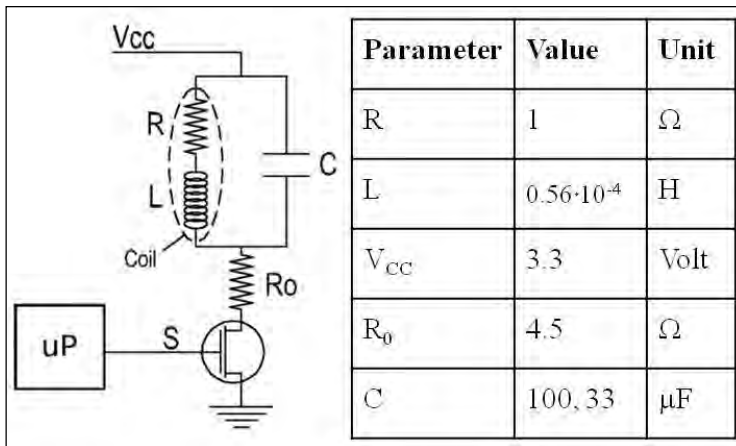 Vcc
R
L
C
Coil
Ro
S
uP
Parameter Value Unit
R 1 Ω
L 0.56·10⁻⁴ H
V_CC 3.3 Volt
R₀ 4.5 Ω
C 100, 33 μF